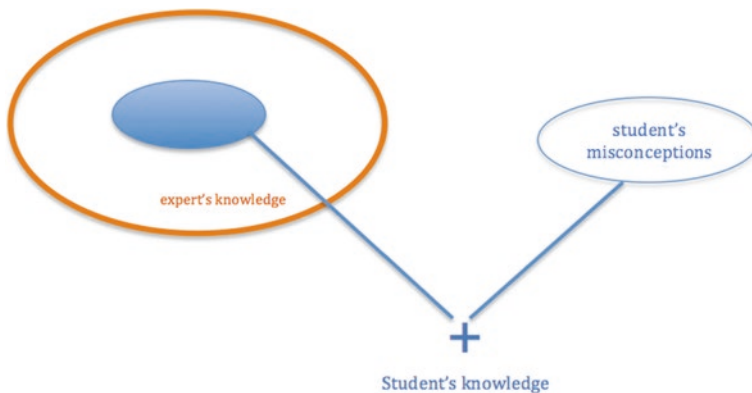 student's
misconceptions
expert's knowledge
+
Student's knowledge